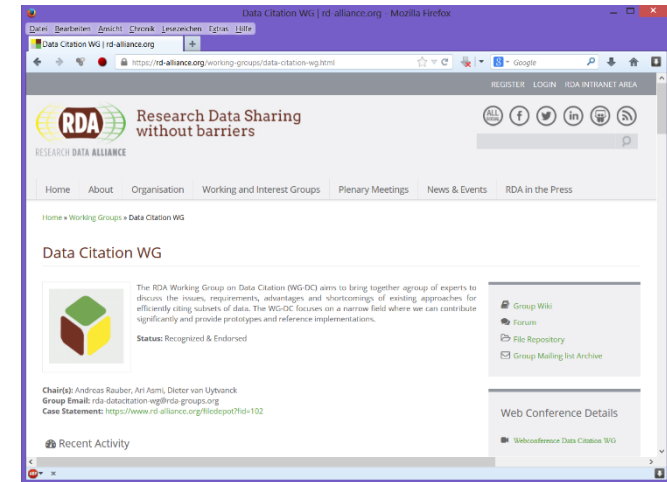 Data Citation WG | rd-alliance.org - Mozilla Firefox
Datei Bearbeiten Ansicht Chronik Lesezeichen Extras Hilfe
Data Citation WG | rd-alliance.org
https://rd-alliance.org/working-groups/data-citation-wg.html
Google
REGISTER LOGIN RDA INTRANET AREA
RDA
RESEARCH DATA ALLIANCE
Research Data Sharing
without barriers
ALL
Home About Organisation Working and Interest Groups Plenary Meetings News & Events RDA in the Press
Home » Working Groups » Data Citation WG
Data Citation WG
The RDA Working Group on Data Citation (WG-DC) aims to bring together agroup of experts to
discuss the issues, requirements, advantages and shortcomings of existing approaches for
efficiently citing subsets of data. The WG-DC focuses on a narrow field where we can contribute
significantly and provide prototypes and reference implementations.
Status: Recognized & Endorsed
Group Wiki
Forum
File Repository
Group Mailing list Archive
Chair(s): Andreas Rauber, Ari Asmi, Dieter van Uytvanck
Group Email: rda-datacitation-wg@rda-groups.org
Case Statement: https://www.rd-alliance.org/filedepot?fid=102
Web Conference Details
Webconference Data Citation WG
Recent Activity